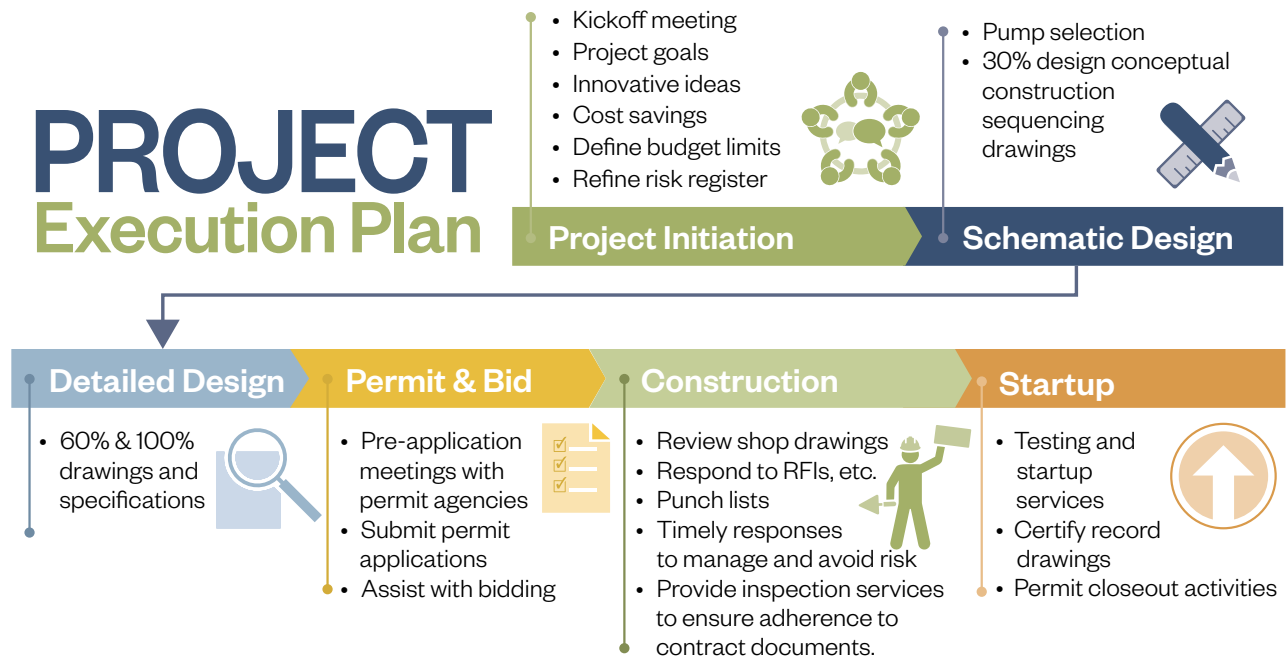 PROJECT
Execution Plan
• Kickoff meeting
• Project goals
• Innovative ideas
• Cost savings
• Define budget limits
• Refine risk register
Project Initiation
• Pump selection
• 30% design conceptual
construction
sequencing
drawings
Schematic Design
Detailed Design
• 60% & 100%
drawings and
specifications
Permit & Bid
• Pre-application
meetings with
permit agencies
• Submit permit
applications
• Assist with bidding
Construction
• Review shop drawings
• Respond to RFIs, etc.
• Punch lists
• Timely responses
to manage and avoid risk
• Provide inspection services
to ensure adherence to
contract documents.
Startup
• Testing and
startup
services
• Certify record
drawings
• Permit closeout activities